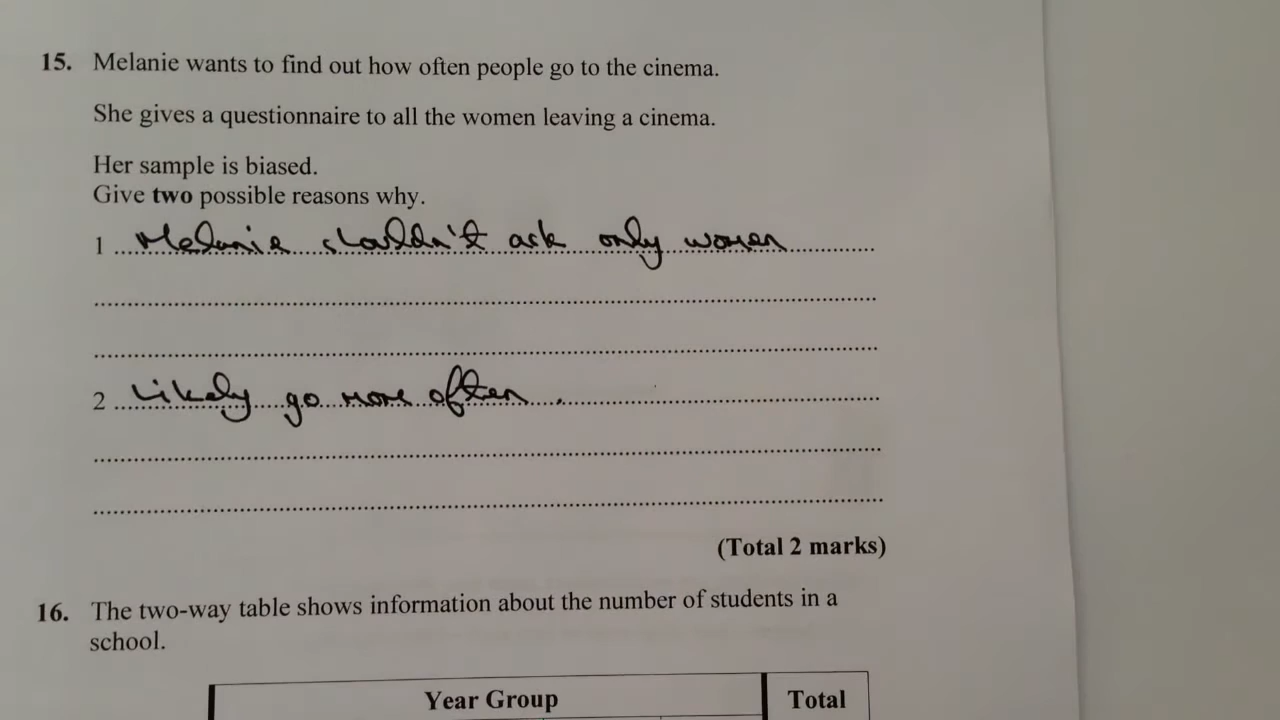 15. Melanie wants to find out how often people go to the cinema.
She gives a questionnaire to all the women leaving a cinema.
Her sample is biased.
Give two possible reasons why.
1 Melanie shouldn't ask only women
2 Likely go more often .
(Total 2 marks)
16. The two-way table shows information about the number of students in a
school.
Year Group Total